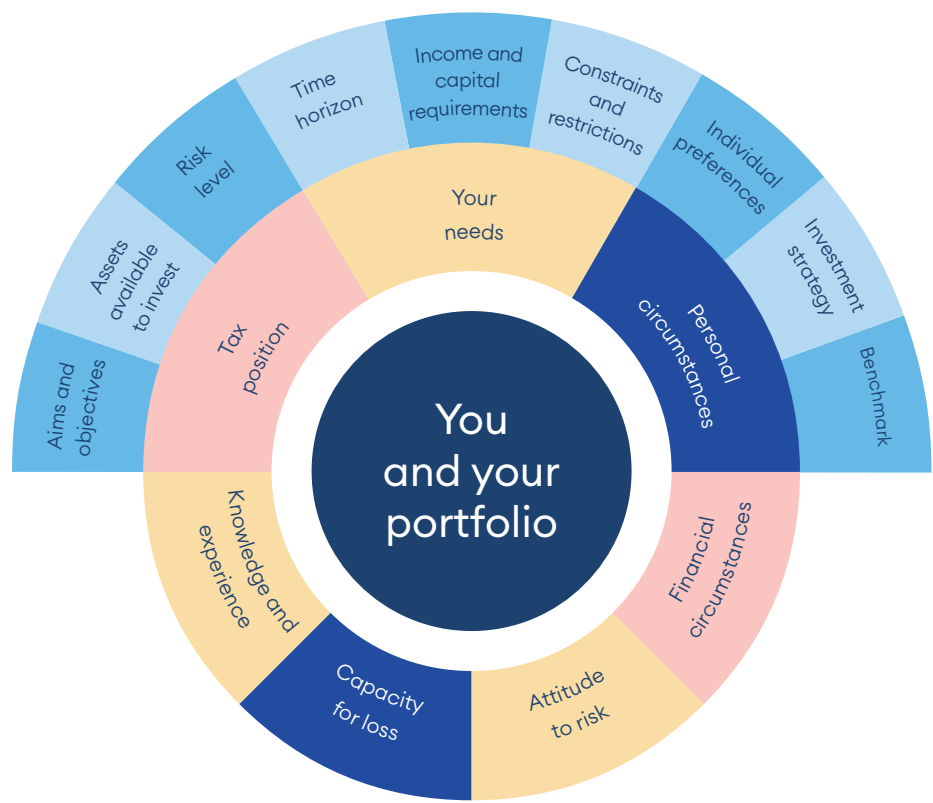 Aims and
objectives
Assets
available
to invest
Risk
level
Time
horizon
Income and
capital
requirements
Constraints
and
restrictions
Individual
preferences
Investment
strategy
Benchmark
Tax
position
Your
needs
Personal
circumstances
Financial
circumstances
Attitude
to risk
Capacity
for loss
Knowledge and
experience
You
and your
portfolio